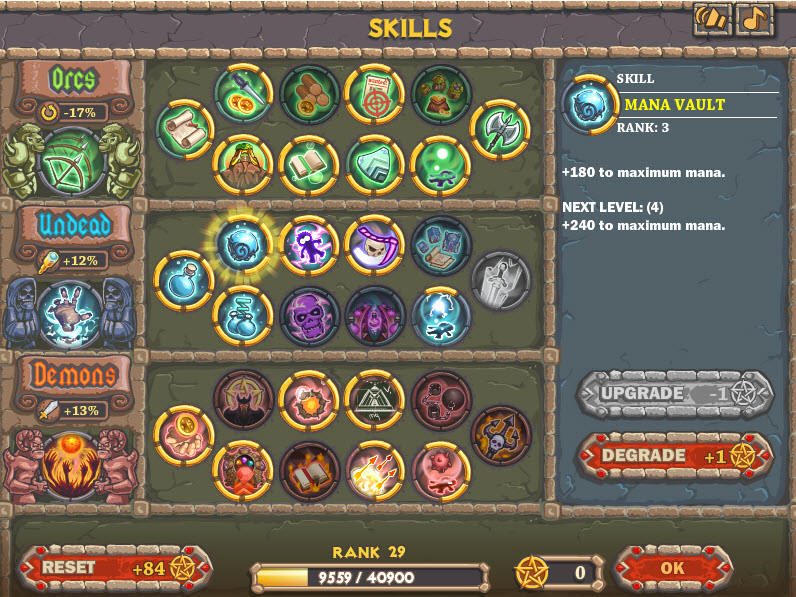 SKILLS
Orcs
-17%
Undead
+12%
Demons
+13%
SKILL
MANA VAULT
RANK: 3
+180 to maximum mana.
NEXT LEVEL: (4)
+240 to maximum mana.
UPGRADE -1
DEGRADE +1
RESET +84
RANK 29
9559 / 40900
0
OK